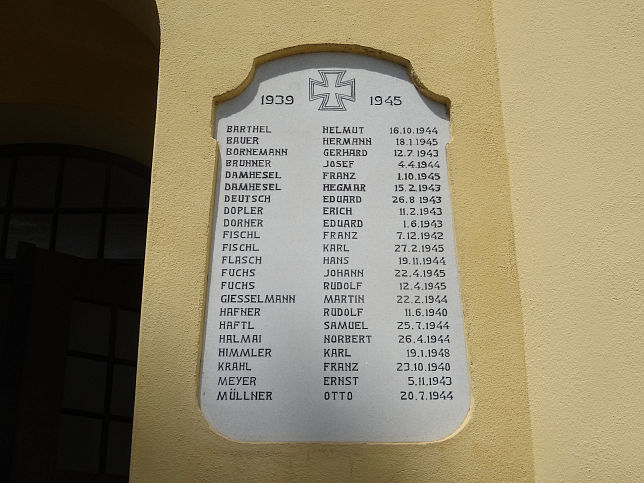 1939 1945
BARTHEL HELMUT 16.10.1944
BAUER HERMANN 18.1.1945
BORNEMANN GERHARD 12.7.1943
BRUNNER JOSEF 4.4.1944
DAMHESEL FRANZ 1.10.1945
DAMHESEL HEGMAR 15.2.1943
DEUTSCH EDUARD 26.8.1943
DOPLER ERICH 11.2.1943
DORNER EDUARD 1.6.1943
FISCHL FRANZ 7.12.1942
FISCHL KARL 27.2.1945
FLASCH HANS 19.11.1944
FUCHS JOHANN 22.4.1945
FUCHS RUDOLF 12.4.1945
GIESSELMANN MARTIN 22.2.1944
HAFNER RUDOLF 11.6.1940
HAFTL SAMUEL 25.7.1944
HALMAI NORBERT 26.4.1944
HIMMLER KARL 19.1.1948
KRAHL FRANZ 23.10.1940
MEYER ERNST 5.11.1943
MÜLLNER OTTO 20.7.1944